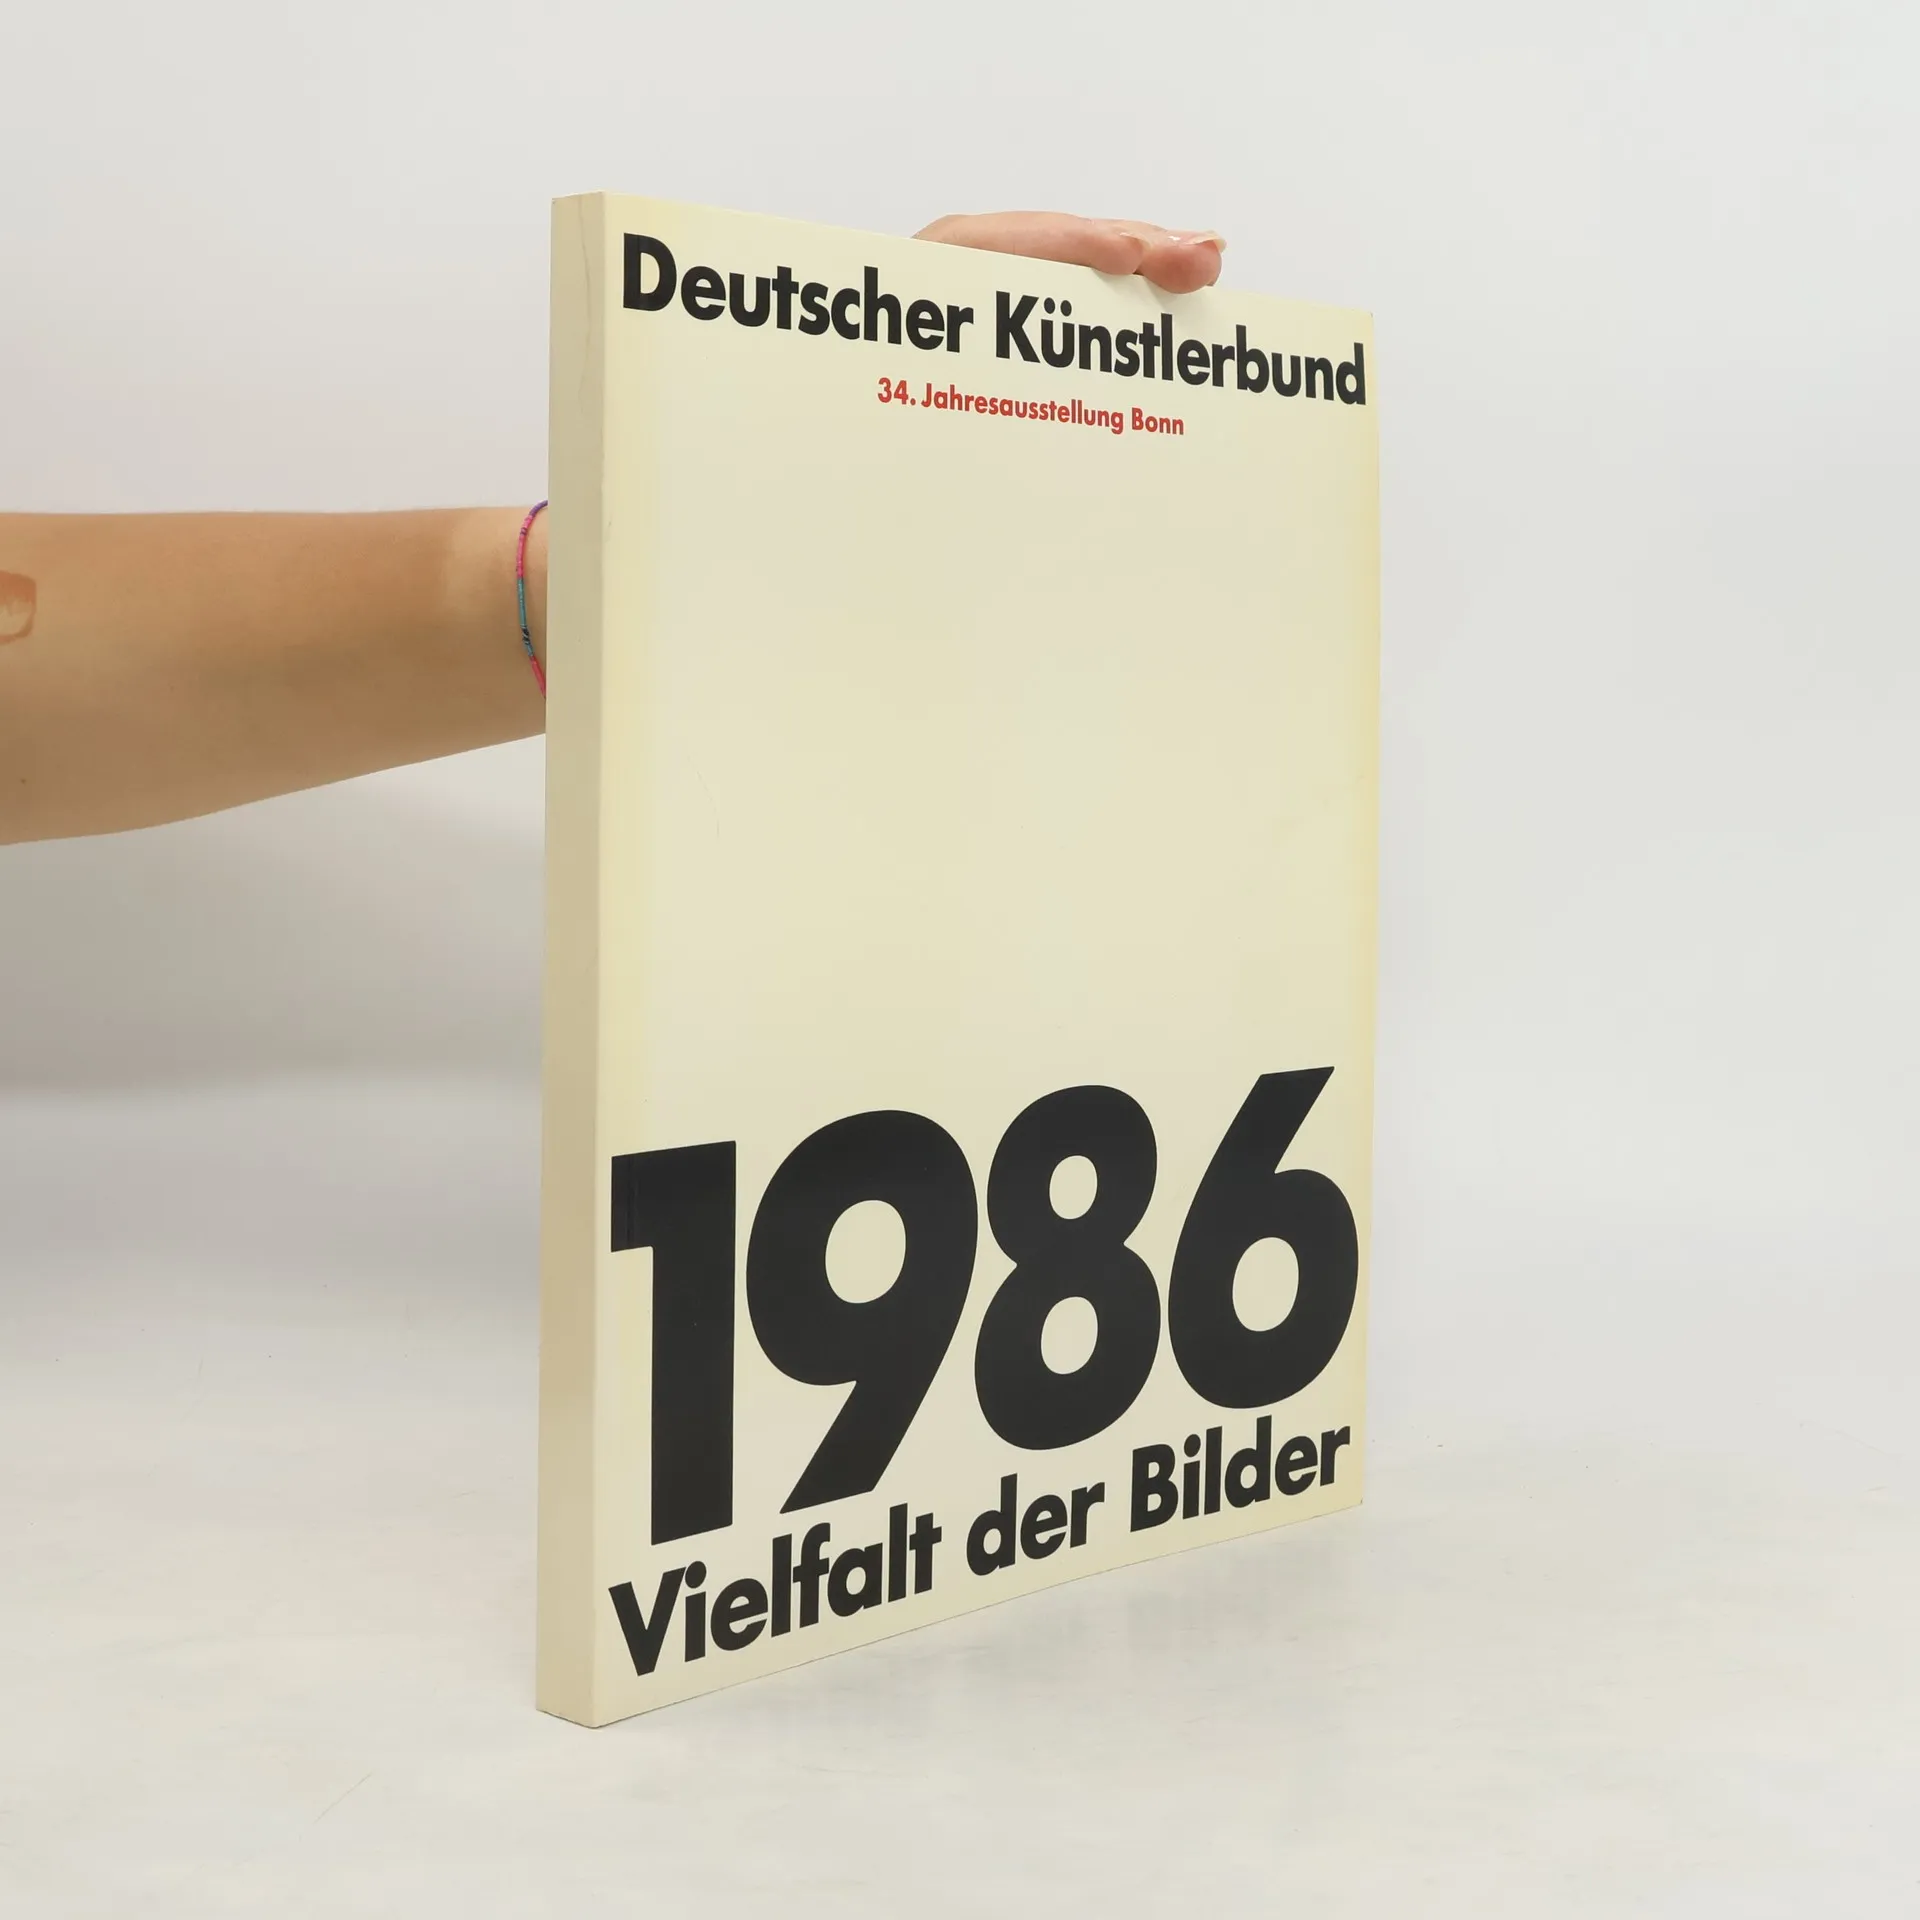 Deutscher Künstlerbund
34. Jahresausstellung Bonn
1986
Vielfalt der Bilder